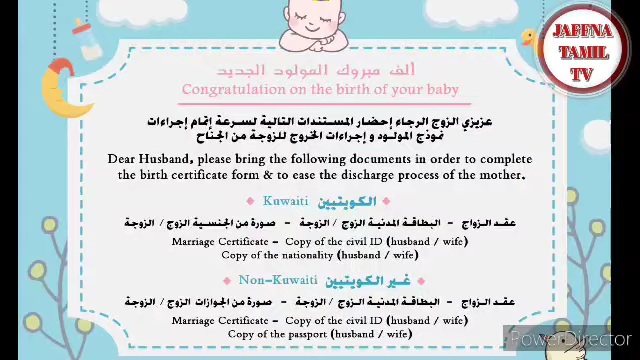 JAFFNA
TAMIL
TV
ألف مبروك المولود الجديد
Congratulation on the birth of your baby
عزيزي الزوج الرجاء إحضار المستندات التالية لسرعة إتمام إجراءات
نموذج المولود و إجراءات الخروج للزوجة من الجناح
Dear Husband, please bring the following documents in order to complete
the birth certificate form & to ease the discharge process of the mother.
Kuwaiti الكويتيين
عقد الزواج - البطاقة المدنية الزوج / الزوجة - صورة من الجنسية الزوج / الزوجة
Marriage Certificate - Copy of the civil ID (husband / wife)
Copy of the nationality (husband / wife)
Non-Kuwaiti غير الكويتيين
عقد الزواج - البطاقة المدنية الزوج / الزوجة - صورة من الجوازات الزوج / الزوجة
Marriage Certificate - Copy of the civil ID (husband / wife)
Copy of the passport (husband / wife)
PowerDirector